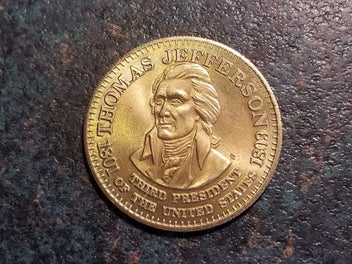 THOMAS JEFFERSON
1801
1809
THIRD PRESIDENT
OF THE UNITED STATES